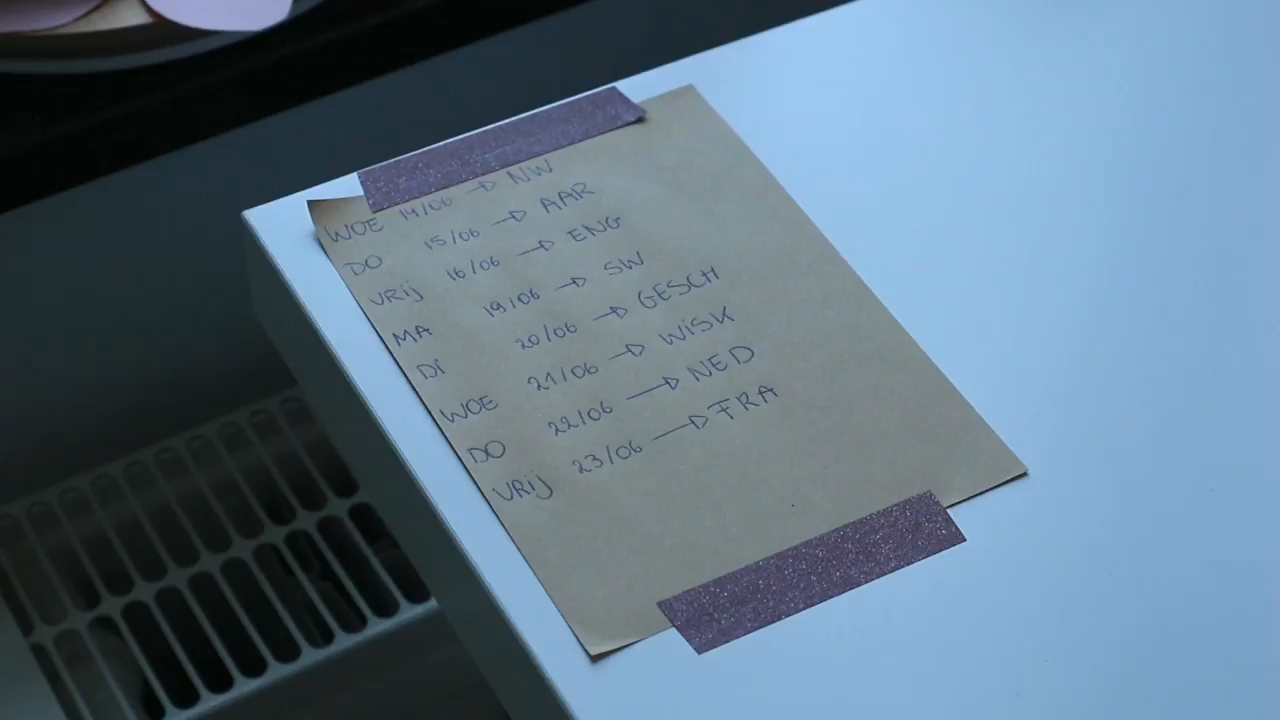 WOE 14/06 → NW
DO 15/06 → AAR
VRIJ 16/06 → ENG
MA 19/06 → SW
Di 20/06 → GESCH
WOE 21/06 → WiSK
DO 22/06 → NED
VRij 23/06 → FRA